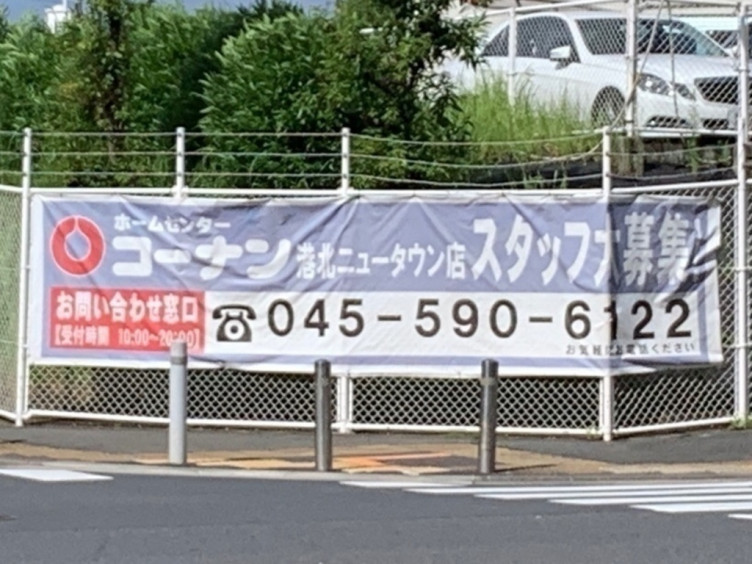 ホームセンター
コーナン 港北ニュータウン店 スタッフ大募集!!
お問い合わせ窓口
【受付時間 10:00~20:00】
045-590-6122
お気軽にお電話ください